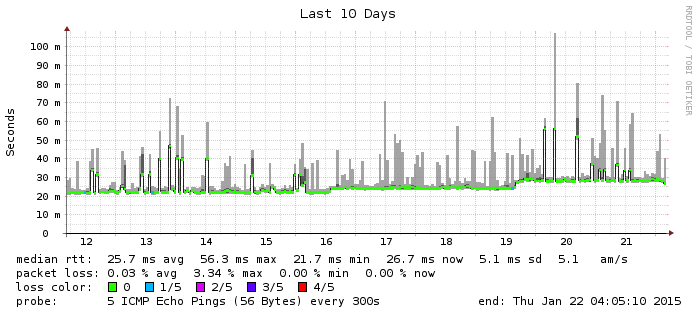 Last 10 Days
RRDTOOL / TOBI OETIKER
Seconds
100 m
90 m
80 m
70 m
60 m
50 m
40 m
30 m
20 m
10 m
0
12 13 14 15 16 17 18 19 20 21
median rtt: 25.7 ms avg 56.3 ms max 21.7 ms min 26.7 ms now 5.1 ms sd 5.1 am/s
packet loss: 0.03 % avg 3.34 % max 0.00 % min 0.00 % now
loss color: 0 1/5 2/5 3/5 4/5
probe: 5 ICMP Echo Pings (56 Bytes) every 300s end: Thu Jan 22 04:05:10 2015